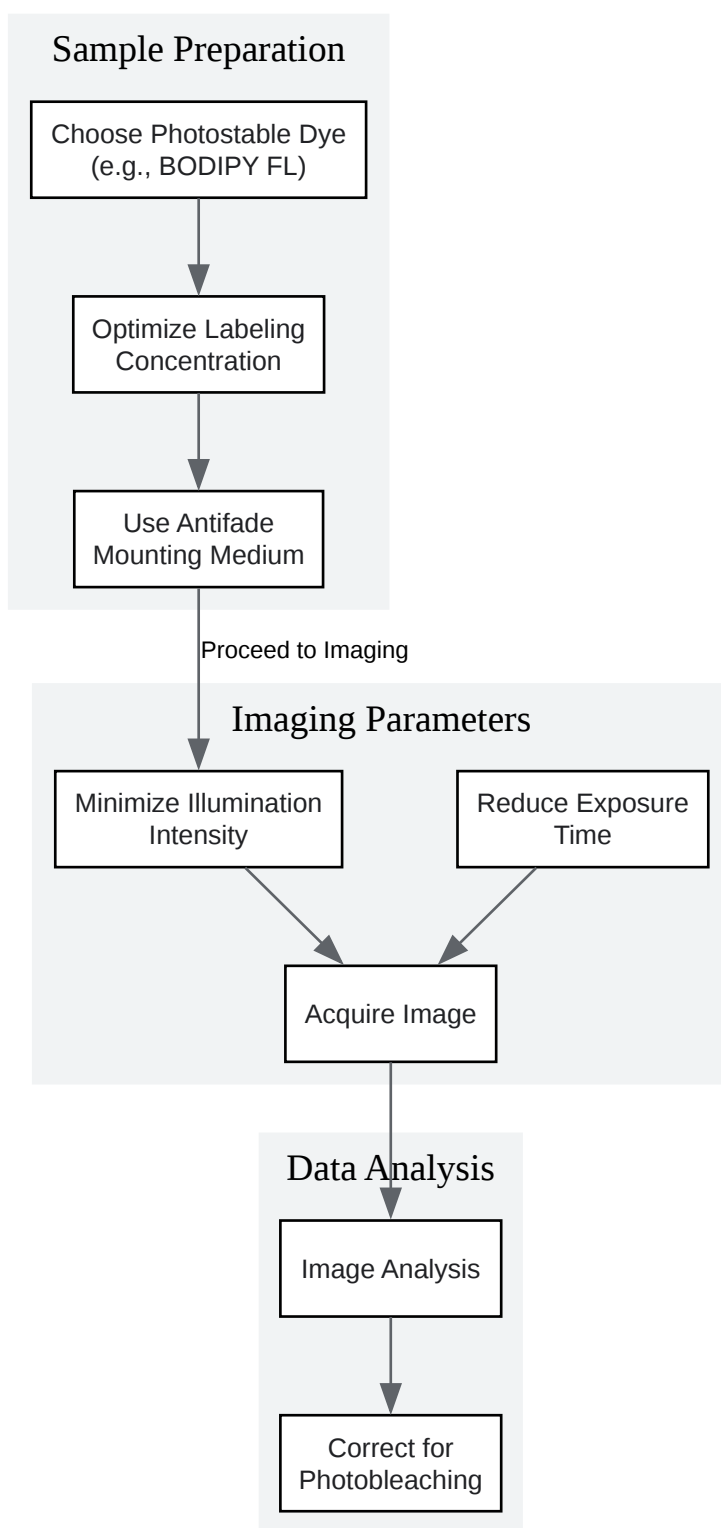 Sample Preparation
Choose Photostable Dye
(e.g., BODIPY FL)
Optimize Labeling
Concentration
Use Antifade
Mounting Medium
Proceed to Imaging
Imaging Parameters
Minimize Illumination
Intensity
Reduce Exposure
Time
Acquire Image
Data Analysis
Image Analysis
Correct for
Photobleaching